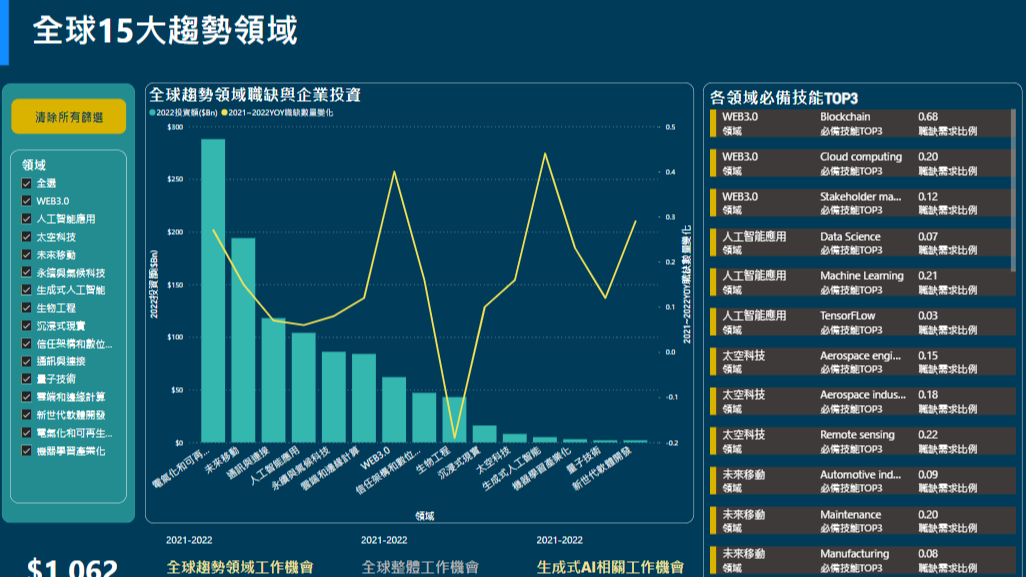 全球15大趨勢領域
清除所有篩選
領域
全選
WEB3.0
人工智能應用
太空科技
未來移動
永續與氣候科技
生成式人工智能
生物工程
沉浸式現實
信任架構和數位...
通訊與連接
量子技術
雲端和邊緣計算
新世代軟體開發
電氣化和可再生...
機器學習產業化
$1,062
全球趨勢領域職缺與企業投資
2022投資額($Bn) 2021~2022YOY職缺數量變化
$300
$250
$200
$150
$100
$50
$0
2022投資額($Bn)
0.5
0.4
0.3
0.2
0.1
0.0
-0.1
-0.2
2021~2022YOY職缺數量變化
電氣化和可再...
未來移動
通訊與連接
人工智能應用
永續與氣候科技
雲端和邊緣計算
WEB3.0
信任架構和數位...
生物工程
沉浸式現實
太空科技
生成式人工智能
機器學習產業化
量子技術
新世代軟體開發
領域
2021-2022
全球趨勢領域工作機會
2021-2022
全球整體工作機會
2021-2022
生成式AI相關工作機會
各領域必備技能TOP3
WEB3.0 Blockchain 0.68
領域 必備技能TOP3 職缺需求比例
WEB3.0 Cloud computing 0.20
領域 必備技能TOP3 職缺需求比例
WEB3.0 Stakeholder ma... 0.12
領域 必備技能TOP3 職缺需求比例
人工智能應用 Data Science 0.07
領域 必備技能TOP3 職缺需求比例
人工智能應用 Machine Learning 0.21
領域 必備技能TOP3 職缺需求比例
人工智能應用 TensorFLow 0.03
領域 必備技能TOP3 職缺需求比例
太空科技 Aerospace engi... 0.15
領域 必備技能TOP3 職缺需求比例
太空科技 Aerospace indus... 0.18
領域 必備技能TOP3 職缺需求比例
太空科技 Remote sensing 0.22
領域 必備技能TOP3 職缺需求比例
未來移動 Automotive ind... 0.09
領域 必備技能TOP3 職缺需求比例
未來移動 Maintenance 0.20
領域 必備技能TOP3 職缺需求比例
未來移動 Manufacturing 0.08
領域 必備技能TOP3 職缺需求比例